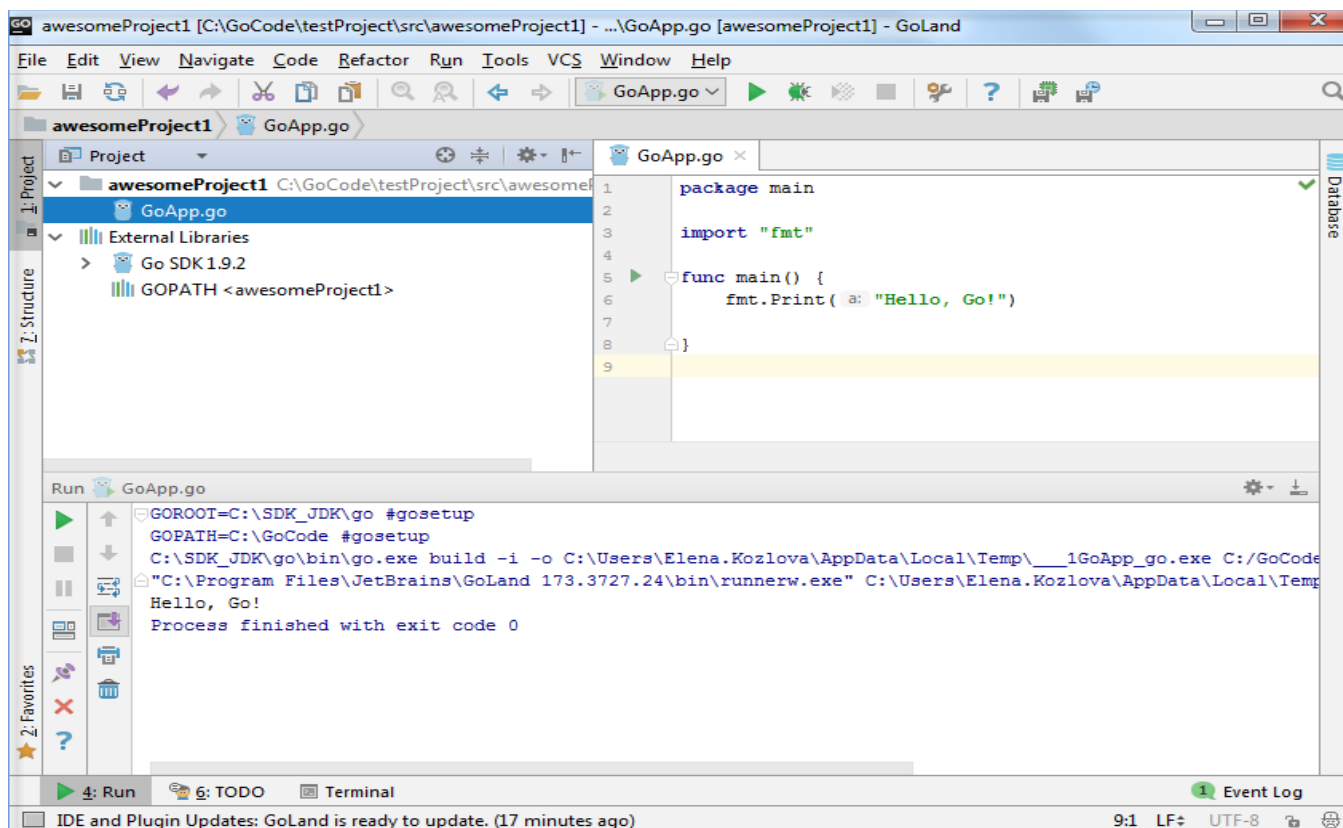 awesomeProject1 [C:\GoCode\testProject\src\awesomeProject1] - ...\GoApp.go [awesomeProject1] - GoLand
File Edit View Navigate Code Refactor Run Tools VCS Window Help
GoApp.go
awesomeProject1 GoApp.go
1: Project
7: Structure
2: Favorites
Project
awesomeProject1 C:\GoCode\testProject\src\awesomeP
GoApp.go
External Libraries
Go SDK 1.9.2
GOPATH <awesomeProject1>
GoApp.go
1 package main
2
3 import "fmt"
4
5 func main() {
6 fmt.Print( a: "Hello, Go!")
7
8 }
9
Database
Run GoApp.go
GOROOT=C:\SDK_JDK\go #gosetup
GOPATH=C:\GoCode #gosetup
C:\SDK_JDK\go\bin\go.exe build -i -o C:\Users\Elena.Kozlova\AppData\Local\Temp\___1GoApp_go.exe C:/GoCode
"C:\Program Files\JetBrains\GoLand 173.3727.24\bin\runnerw.exe" C:\Users\Elena.Kozlova\AppData\Local\Temp
Hello, Go!
Process finished with exit code 0
4: Run 6: TODO Terminal 1 Event Log
IDE and Plugin Updates: GoLand is ready to update. (17 minutes ago) 9:1 LF UTF-8